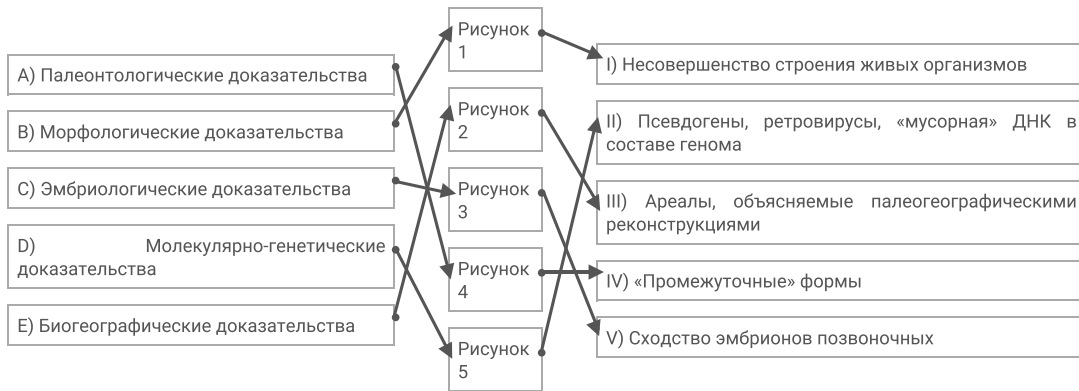 А) Палеонтологические доказательства
В) Морфологические доказательства
С) Эмбриологические доказательства
D) Молекулярно-генетические
доказательства
Е) Биогеографические доказательства
Рисунок
1
Рисунок
2
Рисунок
3
Рисунок
4
Рисунок
5
I) Несовершенство строения живых организмов
II) Псевдогены, ретровирусы, «мусорная» ДНК в
составе генома
III) Ареалы, объясняемые палеогеографическими
реконструкциями
IV) «Промежуточные» формы
V) Сходство эмбрионов позвоночных